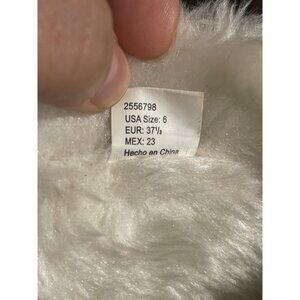 2556798
USA Size: 6
EUR: 37½
MEX: 23
Hecho en China